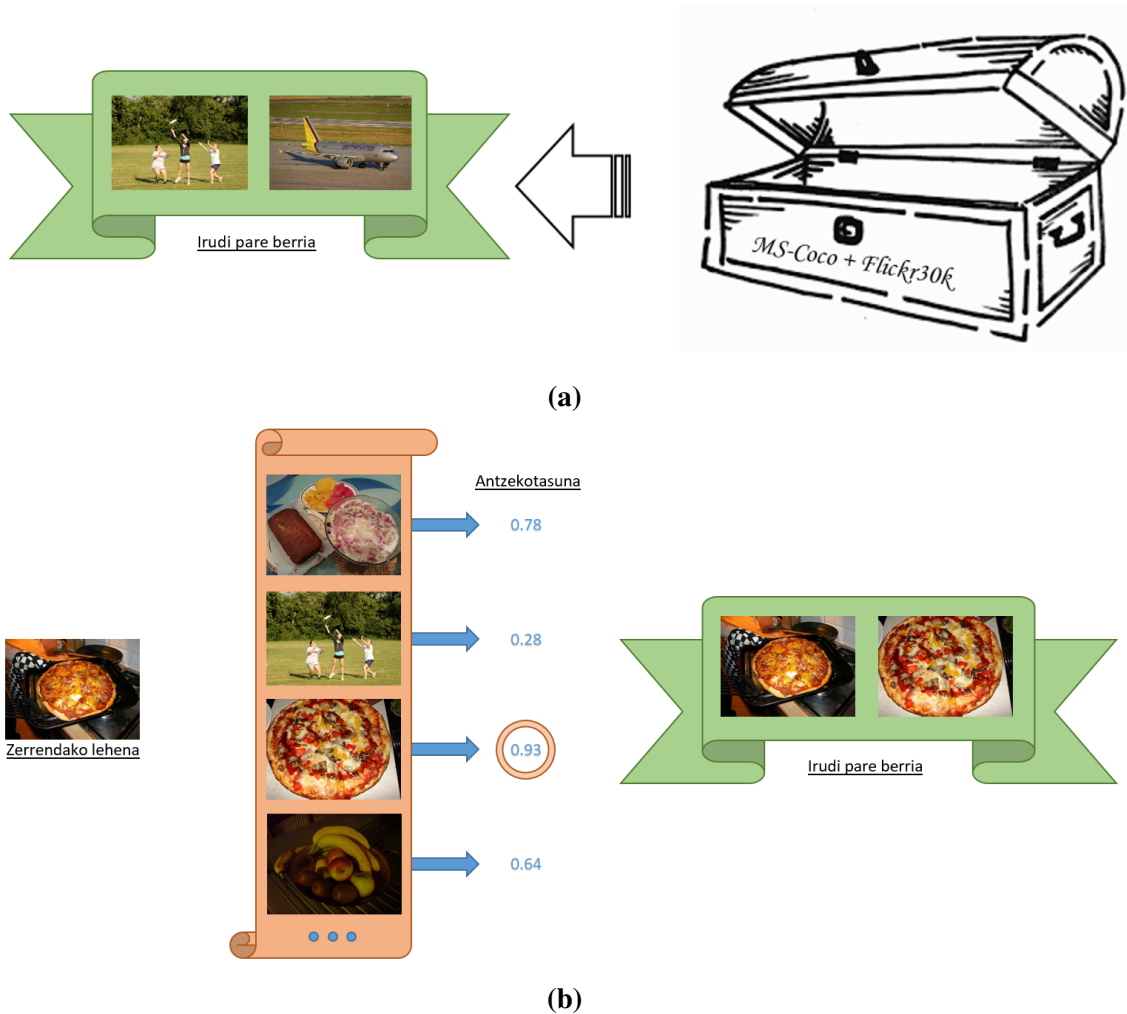 Irudi pare berria
MS-Coco + Flickr30k
(a)
Antzekotasuna
0.78
0.28
Zerrendako lehena
0.93
Irudi pare berria
0.64
(b)